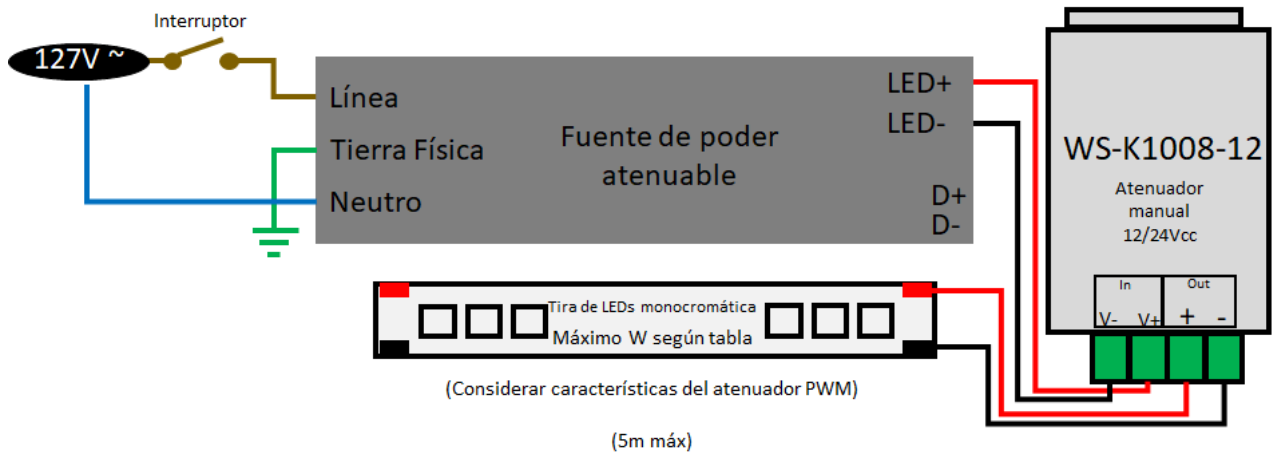 Interruptor
127V ~
Línea
Tierra Física
Neutro
Fuente de poder
atenuable
LED+
LED-
D+
D-
WS-K1008-12
Atenuador
manual
12/24Vcc
In
Out
V-
V+
+
-
Tira de LEDs monocromática
Máximo W según tabla
(Considerar características del atenuador PWM)
(5m máx)